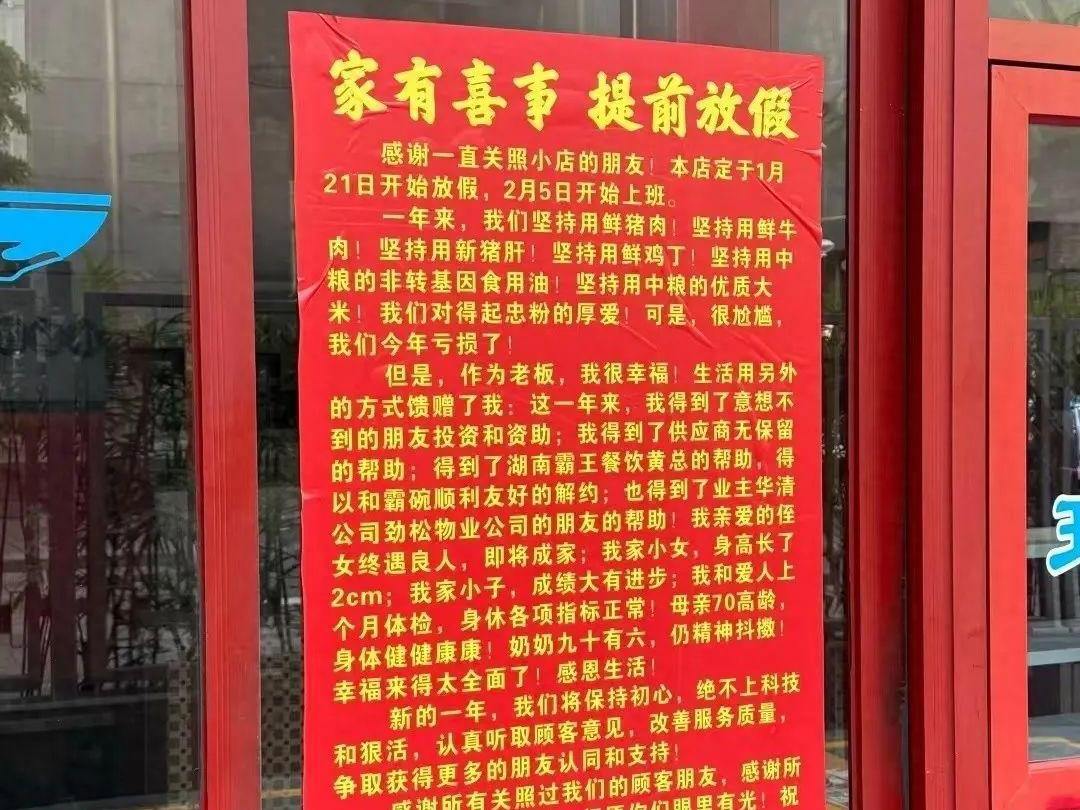 家有喜事 提前放假
感谢一直关照小店的朋友！本店定于1月
21日开始放假，2月5日开始上班。
一年来，我们坚持用鲜猪肉！坚持用鲜牛
肉！坚持用新猪肝！坚持用鲜鸡丁！坚持用中
粮的非转基因食用油！坚持用中粮的优质大
米！我们对得起忠粉的厚爱！可是，很尬尴，
我们今年亏损了！
但是，作为老板，我很幸福！生活用另外
的方式馈赠了我：这一年来，我得到了意想不
到的朋友投资和资助；我得到了供应商无保留
的帮助；得到了湖南霸王餐饮黄总的帮助，得
以和霸碗顺利友好的解约；也得到了业主华清
公司劲松物业公司的朋友的帮助！我亲爱的侄
女终遇良人，即将成家；我家小女，身高长了
2cm；我家小子，成绩大有进步；我和爱人上
个月体检，身休各项指标正常！母亲70高龄，
身体健健康康！奶奶九十有六，仍精神抖擞！
幸福来得太全面了！感恩生活！
新的一年，我们将保持初心，绝不上科技
和狠活，认真听取顾客意见，改善服务质量，
争取获得更多的朋友认同和支持！
感谢所有关照过我们的顾客朋友，感谢所
你们眼里有光！祝